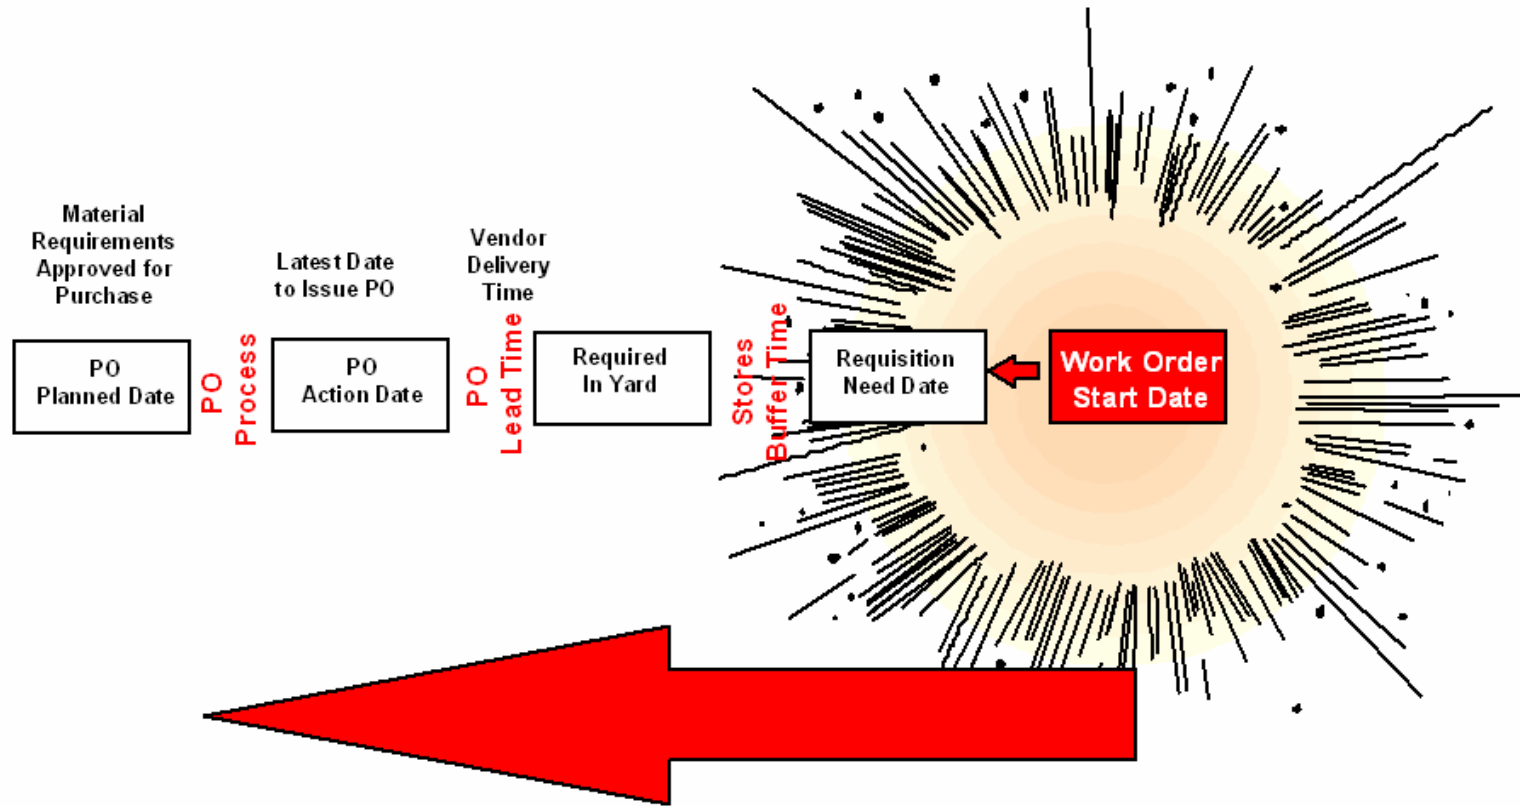 Material
Requirements
Approved for
Purchase
PO
Planned Date
PO
Process
Latest Date
to Issue PO
PO
Action Date
Vendor
Delivery
Time
PO
Lead Time
Required
In Yard
Stores
Buffer Time
Requisition
Need Date
Work Order
Start Date